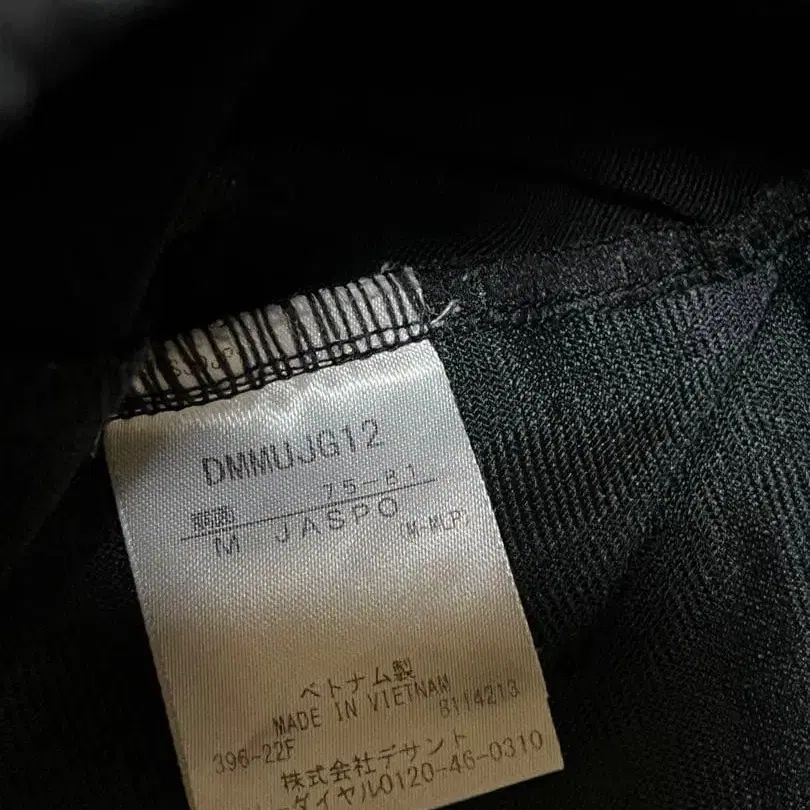 DMMUJG12
75-81
M JASPO (M-MLP)
ベトナム製
MADE IN VIETNAM
8114213
396-22F
株式会社デサント
ダイヤル0120-46-0310